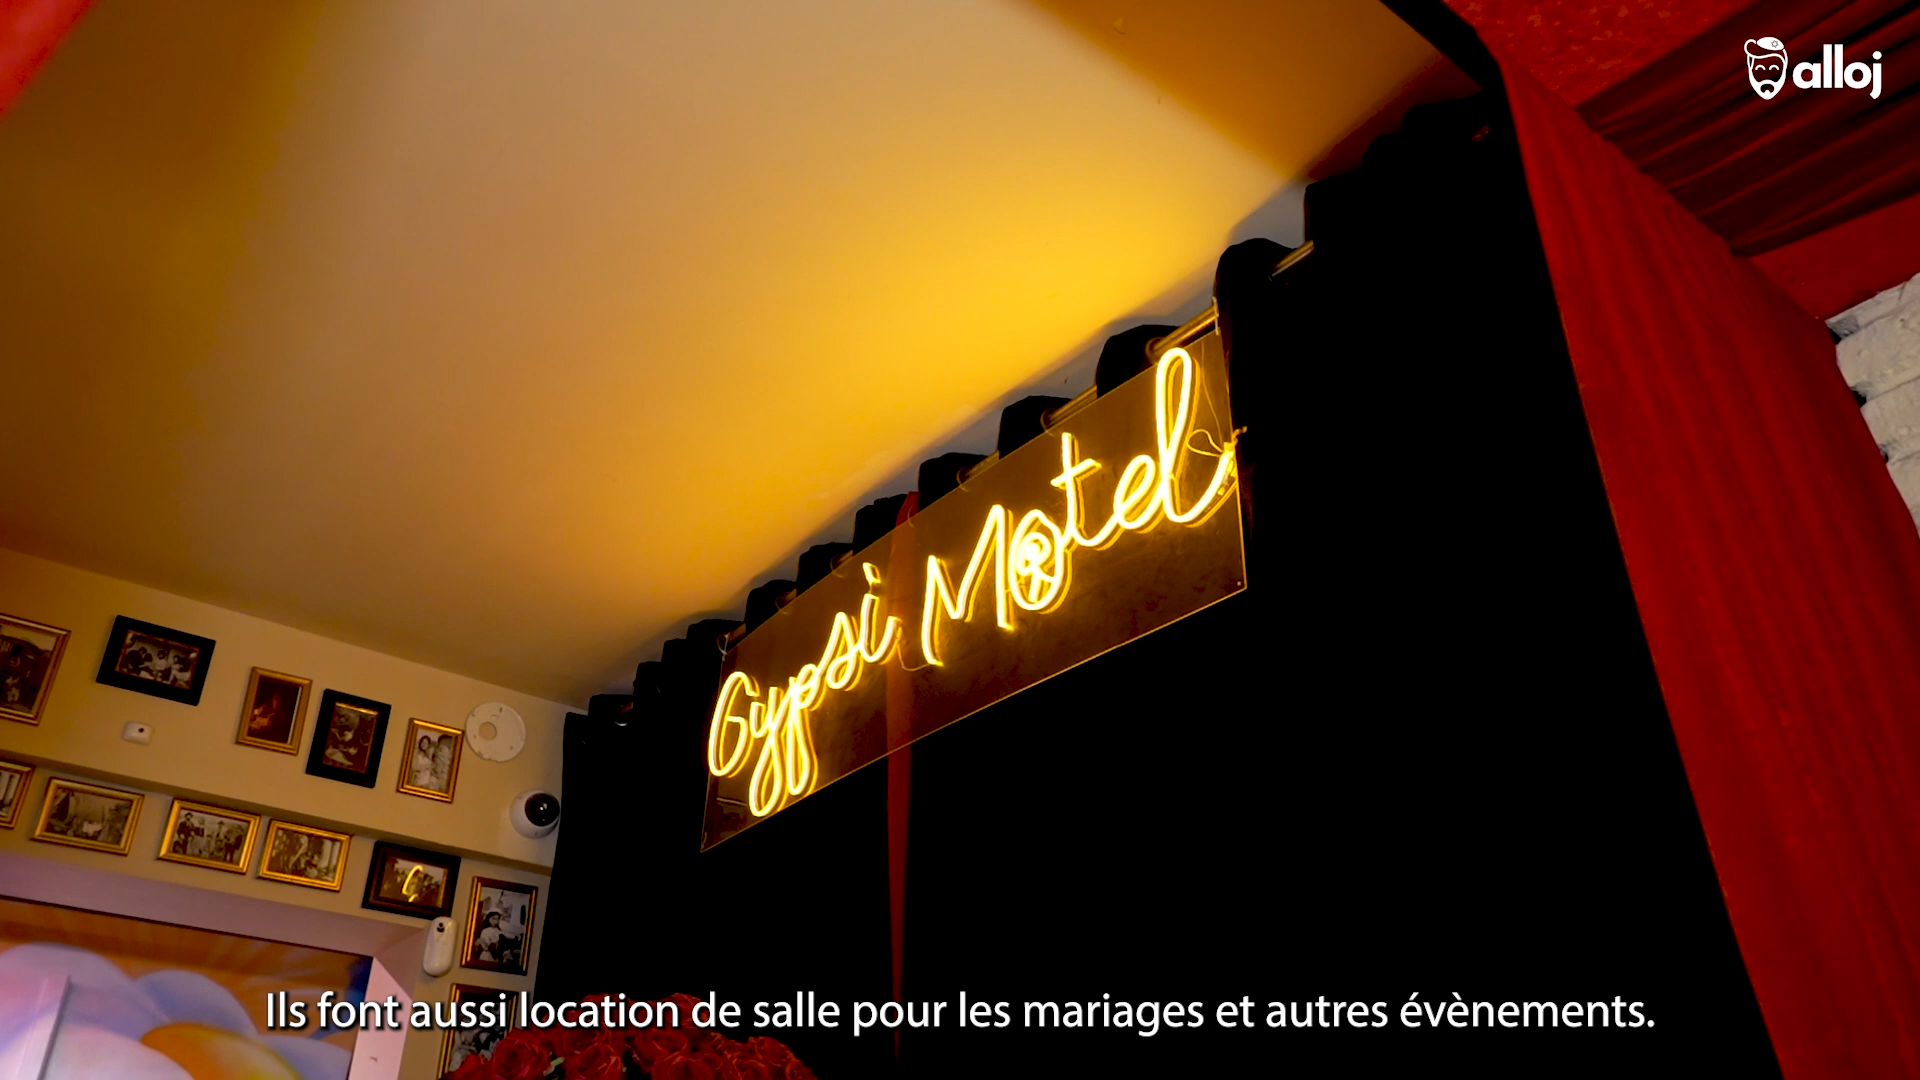 alloj
Gypsi Motel
Ils font aussi location de salle pour les mariages et autres évènements.